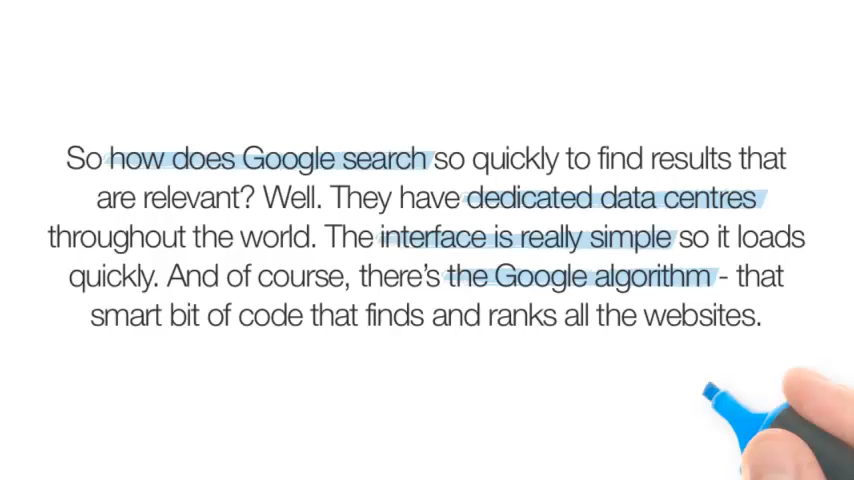 So how does Google search so quickly to find results that
are relevant? Well. They have dedicated data centres
throughout the world. The interface is really simple so it loads
quickly. And of course, there's the Google algorithm - that
smart bit of code that finds and ranks all the websites.